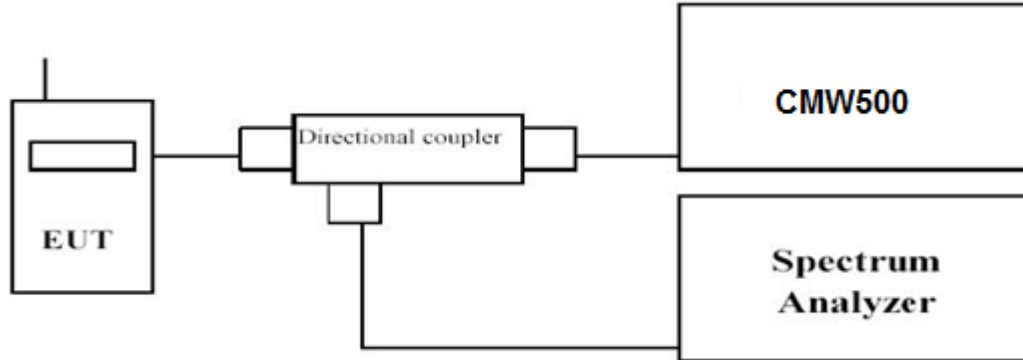 CMW500
Directional coupler
EUT
Spectrum
Analyzer